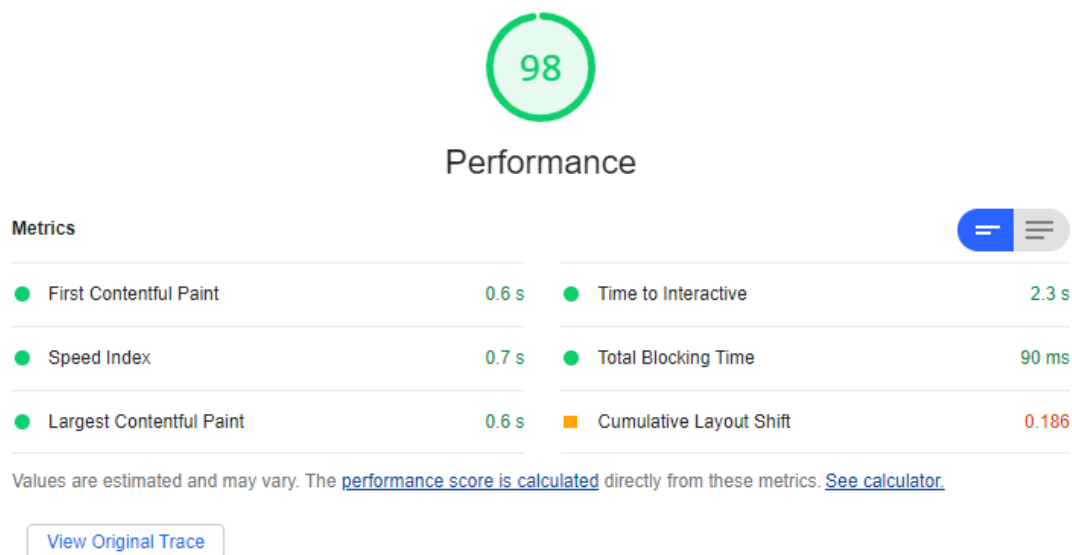 98
Performance
Metrics
First Contentful Paint 0.6 s
Time to Interactive 2.3 s
Speed Index 0.7 s
Total Blocking Time 90 ms
Largest Contentful Paint 0.6 s
Cumulative Layout Shift 0.186
Values are estimated and may vary. The performance score is calculated directly from these metrics. See calculator.
View Original Trace